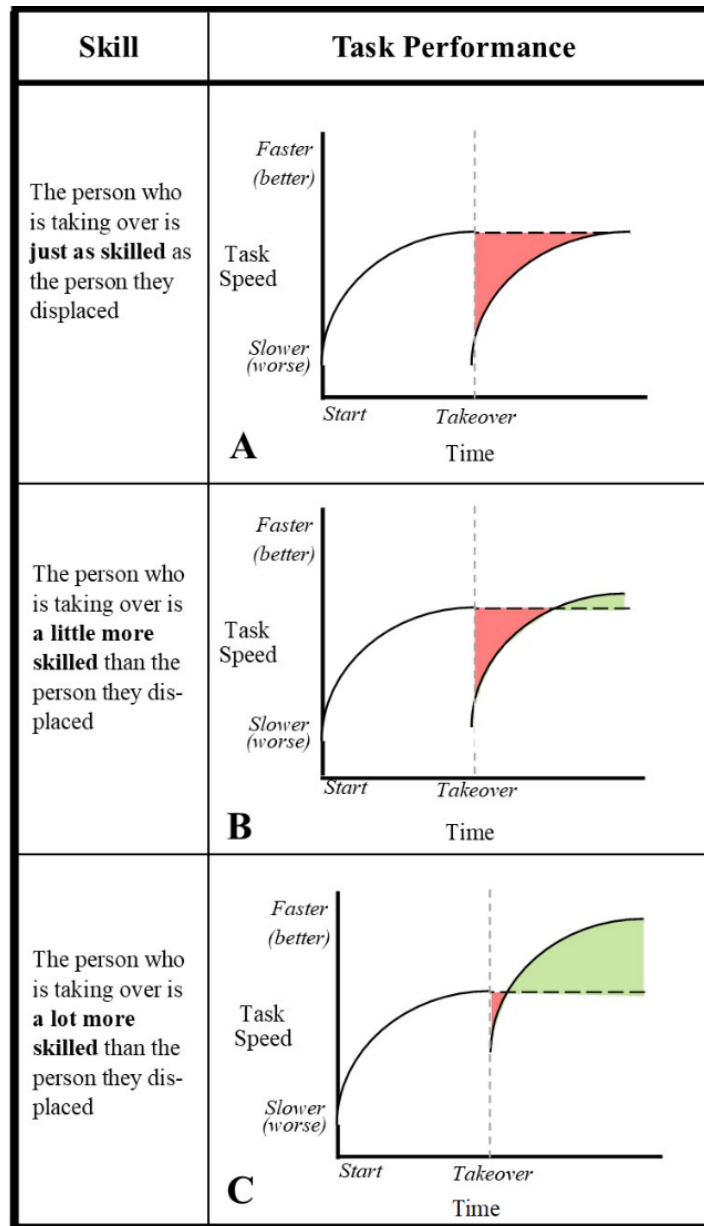 Skill
Task Performance
The person who
is taking over is
just as skilled as
the person they
displaced
Faster
(better)
Task
Speed
Slower
(worse)
Start
Takeover
A
Time
The person who
is taking over is
a little more
skilled than the
person they dis-
placed
Faster
(better)
Task
Speed
Slower
(worse)
Start
Takeover
B
Time
The person who
is taking over is
a lot more
skilled than the
person they dis-
placed
Faster
(better)
Task
Speed
Slower
(worse)
Start
Takeover
C
Time